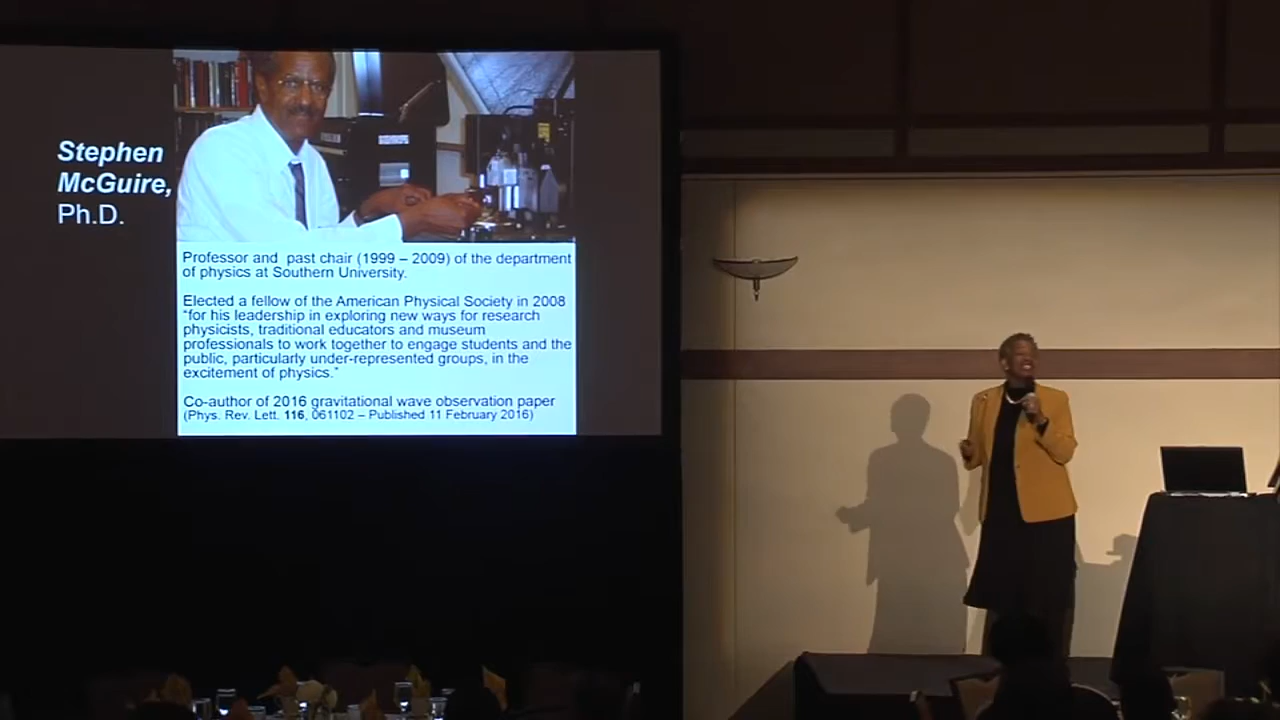 Stephen
McGuire,
Ph.D.
Professor and past chair (1999 – 2009) of the department
of physics at Southern University.
Elected a fellow of the American Physical Society in 2008
"for his leadership in exploring new ways for research
physicists, traditional educators and museum
professionals to work together to engage students and the
public, particularly under-represented groups, in the
excitement of physics."
Co-author of 2016 gravitational wave observation paper
(Phys. Rev. Lett. 116, 061102 – Published 11 February 2016)